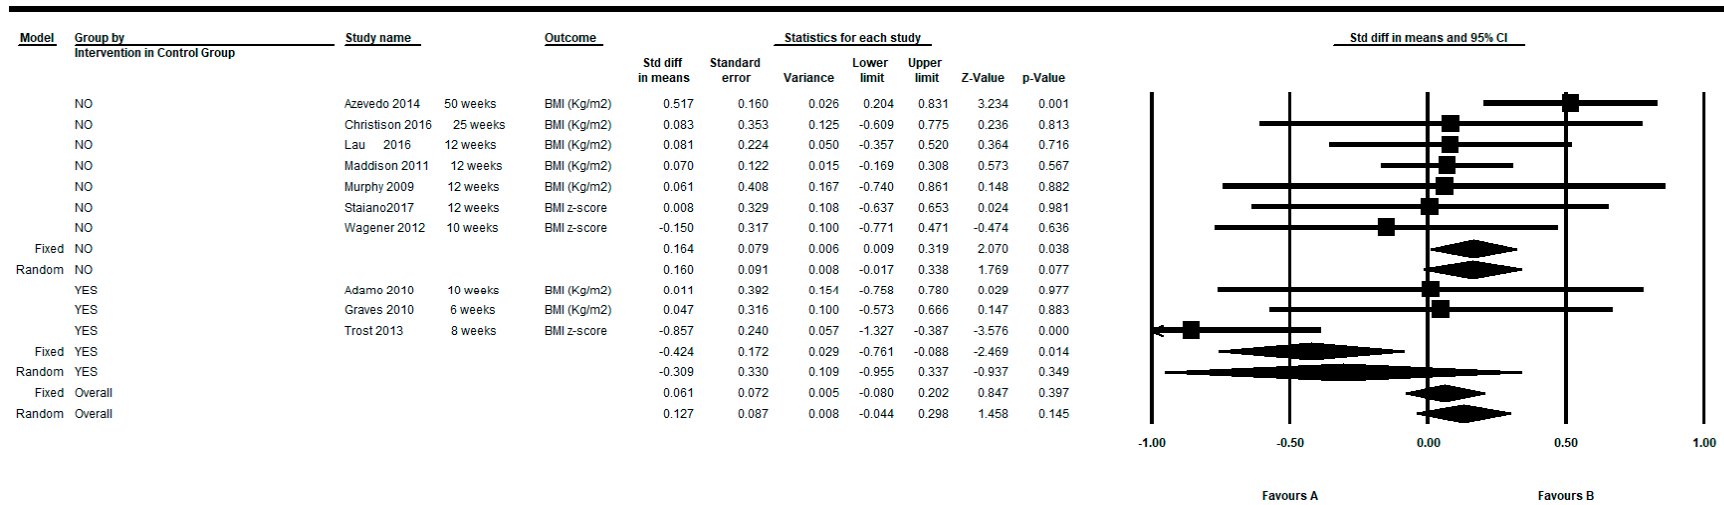 Model Group by Study name Outcome Statistics for each study Std diff in means and 95% CI
Intervention in Control Group
Std diff Standard Lower Upper
in means error Variance limit limit Z-Value p-Value
NO Azevedo 2014 50 weeks BMI (Kg/m2) 0.517 0.160 0.026 0.204 0.831 3.234 0.001
NO Christison 2016 25 weeks BMI (Kg/m2) 0.083 0.353 0.125 -0.609 0.775 0.236 0.813
NO Lau 2016 12 weeks BMI (Kg/m2) 0.081 0.224 0.050 -0.357 0.520 0.364 0.716
NO Maddison 2011 12 weeks BMI (Kg/m2) 0.070 0.122 0.015 -0.169 0.308 0.573 0.567
NO Murphy 2009 12 weeks BMI (Kg/m2) 0.061 0.408 0.167 -0.740 0.861 0.148 0.882
NO Staiano2017 12 weeks BMI z-score 0.008 0.329 0.108 -0.637 0.653 0.024 0.981
NO Wagener 2012 10 weeks BMI z-score -0.150 0.317 0.100 -0.771 0.471 -0.474 0.636
Fixed NO 0.164 0.079 0.006 0.009 0.319 2.070 0.038
Random NO 0.160 0.091 0.008 -0.017 0.338 1.769 0.077
YES Adamo 2010 10 weeks BMI (Kg/m2) 0.011 0.392 0.154 -0.758 0.780 0.029 0.977
YES Graves 2010 6 weeks BMI (Kg/m2) 0.047 0.316 0.100 -0.573 0.666 0.147 0.883
YES Trost 2013 8 weeks BMI z-score -0.857 0.240 0.057 -1.327 -0.387 -3.576 0.000
Fixed YES -0.424 0.172 0.029 -0.761 -0.088 -2.469 0.014
Random YES -0.309 0.330 0.109 -0.955 0.337 -0.937 0.349
Fixed Overall 0.061 0.072 0.005 -0.080 0.202 0.847 0.397
Random Overall 0.127 0.087 0.008 -0.044 0.298 1.458 0.145
-1.00 -0.50 0.00 0.50 1.00
Favours A Favours B